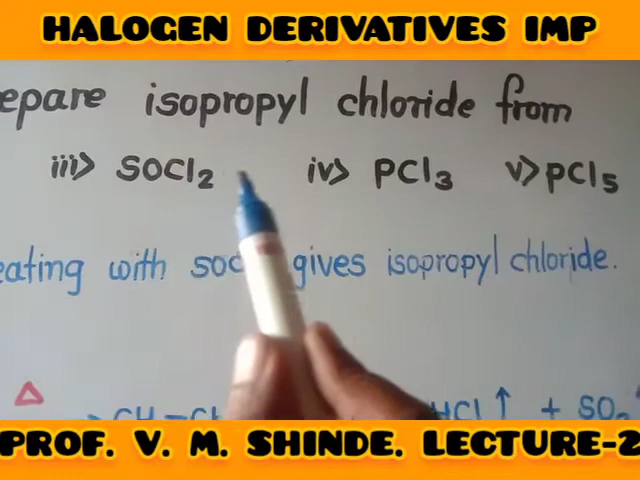 HALOGEN DERIVATIVES IMP
epare isopropyl chloride from
iii> SOCl2 iv> PCl3 v> PCl5
eating with soc gives isopropyl chloride.
Δ
HCl ↑ + SO2
PROF. V. M. SHINDE. LECTURE-2